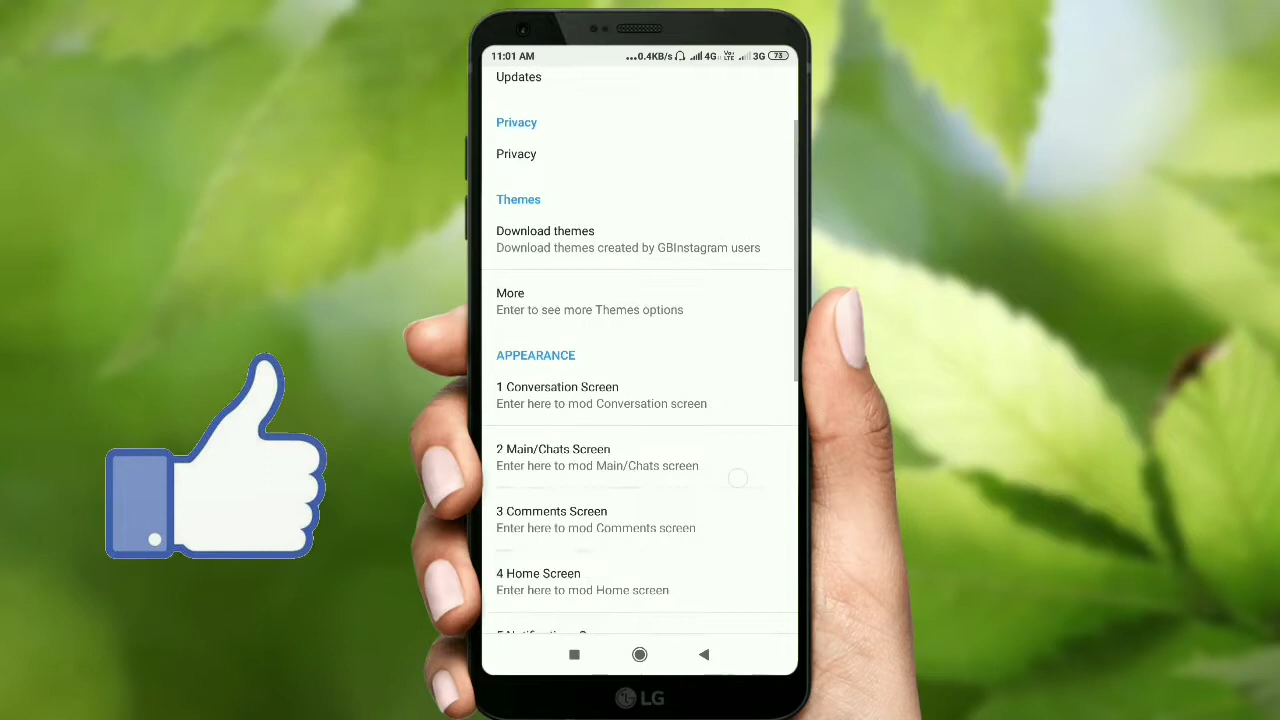 11:01 AM ...0.4KB/s 4G Vo) LTE 3G 73
Updates
Privacy
Privacy
Themes
Download themes
Download themes created by GBInstagram users
More
Enter to see more Themes options
APPEARANCE
1 Conversation Screen
Enter here to mod Conversation screen
2 Main/Chats Screen
Enter here to mod Main/Chats screen
3 Comments Screen
Enter here to mod Comments screen
4 Home Screen
Enter here to mod Home screen
LG